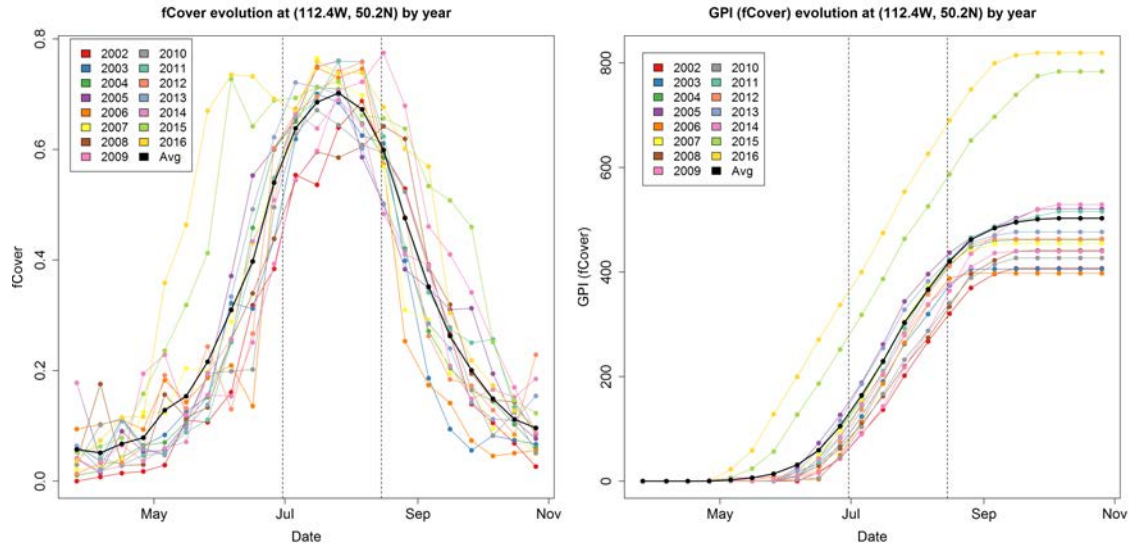 fCover evolution at (112.4W, 50.2N) by year
0.8
0.6
0.4
0.2
0.0
fCover
2002
2003
2004
2005
2006
2007
2008
2009
2010
2011
2012
2013
2014
2015
2016
Avg
May
Jul
Sep
Nov
Date
GPI (fCover) evolution at (112.4W, 50.2N) by year
800
600
400
200
0
GPI (fCover)
2002
2003
2004
2005
2006
2007
2008
2009
2010
2011
2012
2013
2014
2015
2016
Avg
May
Jul
Sep
Nov
Date